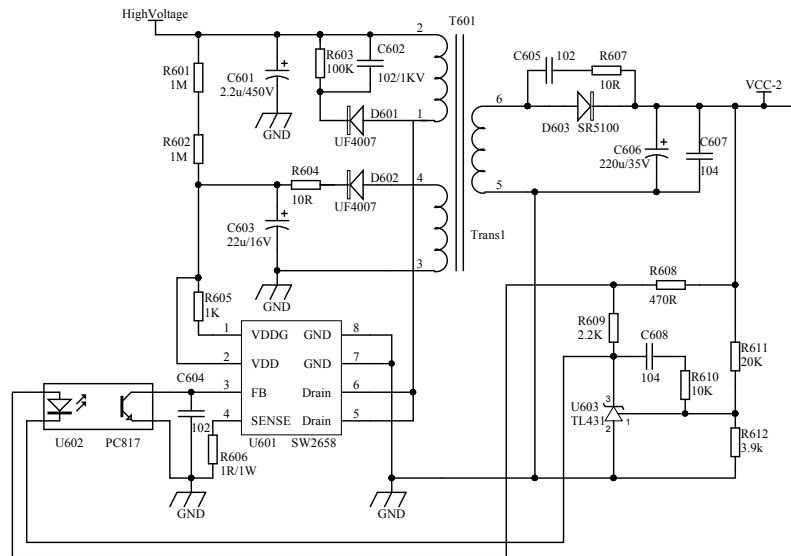 HighVoltage
2
T601
R601
1M
C601
2.2u/450V
R603
100K
C602
102/1KV
C605
102
R607
10R
VCC-2
GND
1
D601
UF4007
6
D603
SR5100
C606
220u/35V
C607
104
R602
1M
R604
10R
D602
4
UF4007
5
C603
22u/16V
Trans1
3
GND
R605
1K
R608
470R
1
VDDG
GND
8
R609
2.2K
2
VDD
GND
7
C608
104
R611
20K
C604
3
FB
Drain
6
R610
10K
102
4
SENSE
Drain
5
U603
TL431
3
1
2
R612
3.9k
U602
PC817
U601
SW2658
R606
1R/1W
GND
GND